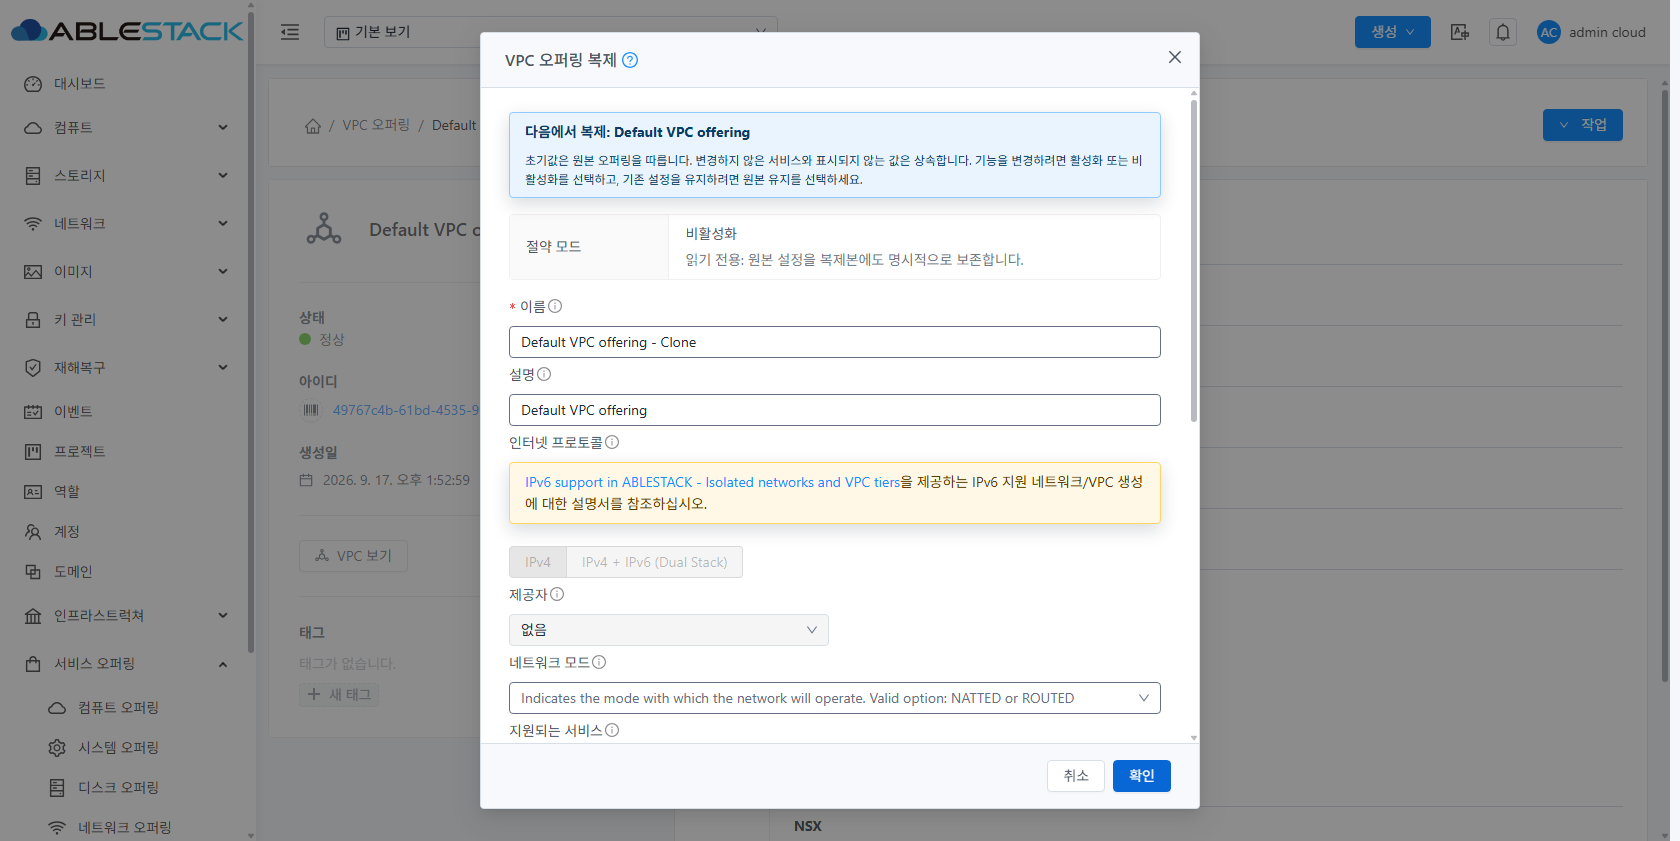 ABLESTACK
기본 보기
생성
AC
admin cloud
대시보드
컴퓨트
스토리지
네트워크
이미지
키 관리
재해복구
이벤트
프로젝트
역할
계정
도메인
인프라스트럭쳐
서비스 오퍼링
컴퓨트 오퍼링
시스템 오퍼링
디스크 오퍼링
네트워크 오퍼링
/ VPC 오퍼링 / Default
작업
Default VPC
상태
정상
아이디
49767c4b-61bd-4535-9
생성일
2026. 9. 17. 오후 1:52:59
VPC 보기
태그
태그가 없습니다.
+ 새 태그
NSX
VPC 오퍼링 복제
다음에서 복제: Default VPC offering
초기값은 원본 오퍼링을 따릅니다. 변경하지 않은 서비스와 표시되지 않는 값은 상속합니다. 기능을 변경하려면 활성화 또는 비
활성화를 선택하고, 기존 설정을 유지하려면 원본 유지를 선택하세요.
절약 모드
비활성화
읽기 전용: 원본 설정을 복제본에도 명시적으로 보존합니다.
* 이름
Default VPC offering - Clone
설명
Default VPC offering
인터넷 프로토콜
IPv6 support in ABLESTACK - Isolated networks and VPC tiers을 제공하는 IPv6 지원 네트워크/VPC 생성
에 대한 설명서를 참조하십시오.
IPv4
IPv4 + IPv6 (Dual Stack)
제공자
없음
네트워크 모드
Indicates the mode with which the network will operate. Valid option: NATTED or ROUTED
지원되는 서비스
취소
확인